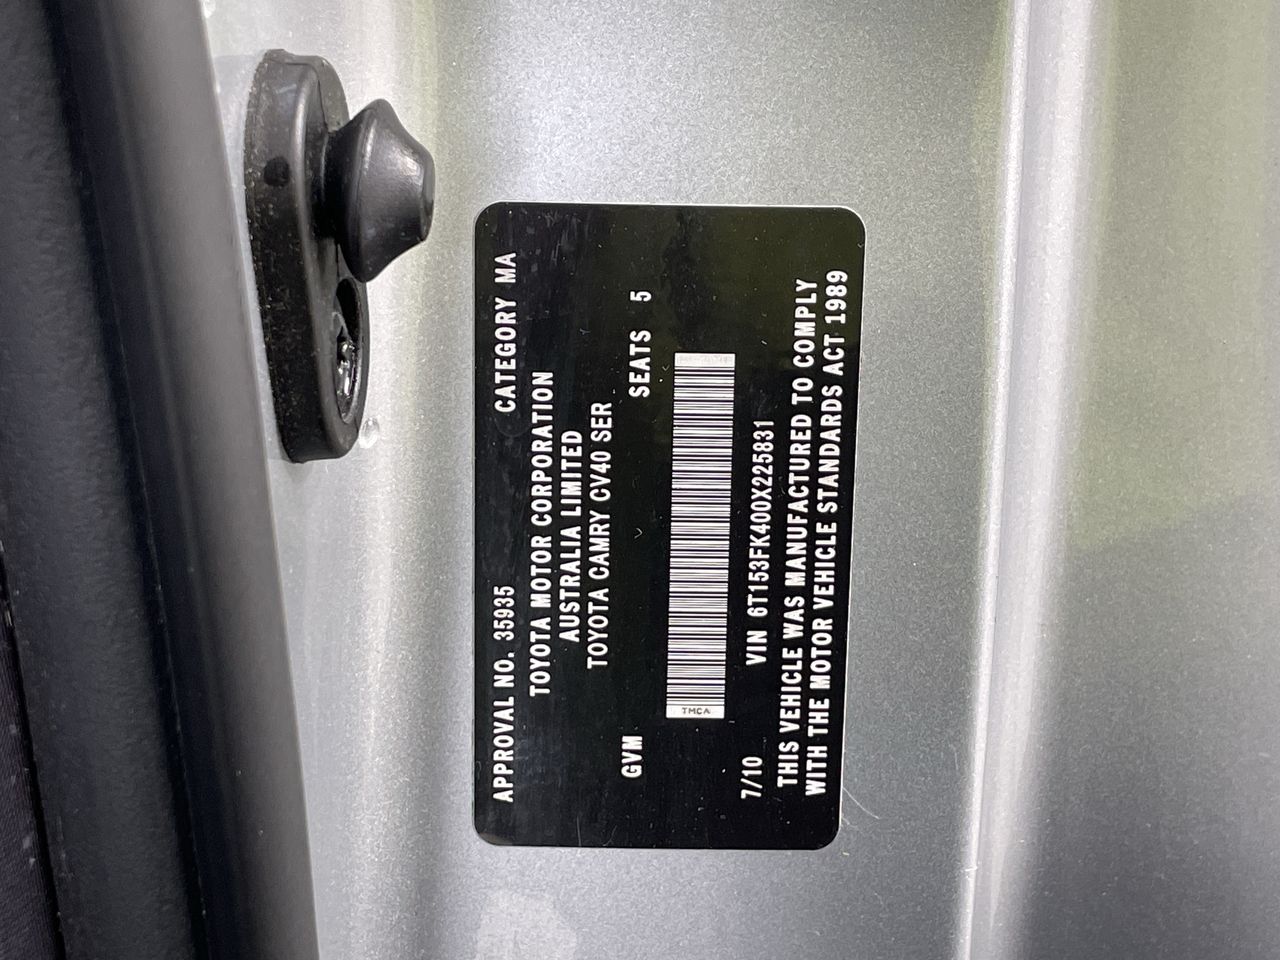 APPROVAL NO. 35935 CATEGORY MA
TOYOTA MOTOR CORPORATION
AUSTRALIA LIMITED
TOYOTA CAMRY CV40 SER
GVM SEATS 5
TMCA
7/10 VIN 6T153FK400X225831
THIS VEHICLE WAS MANUFACTURED TO COMPLY
WITH THE MOTOR VEHICLE STANDARDS ACT 1989